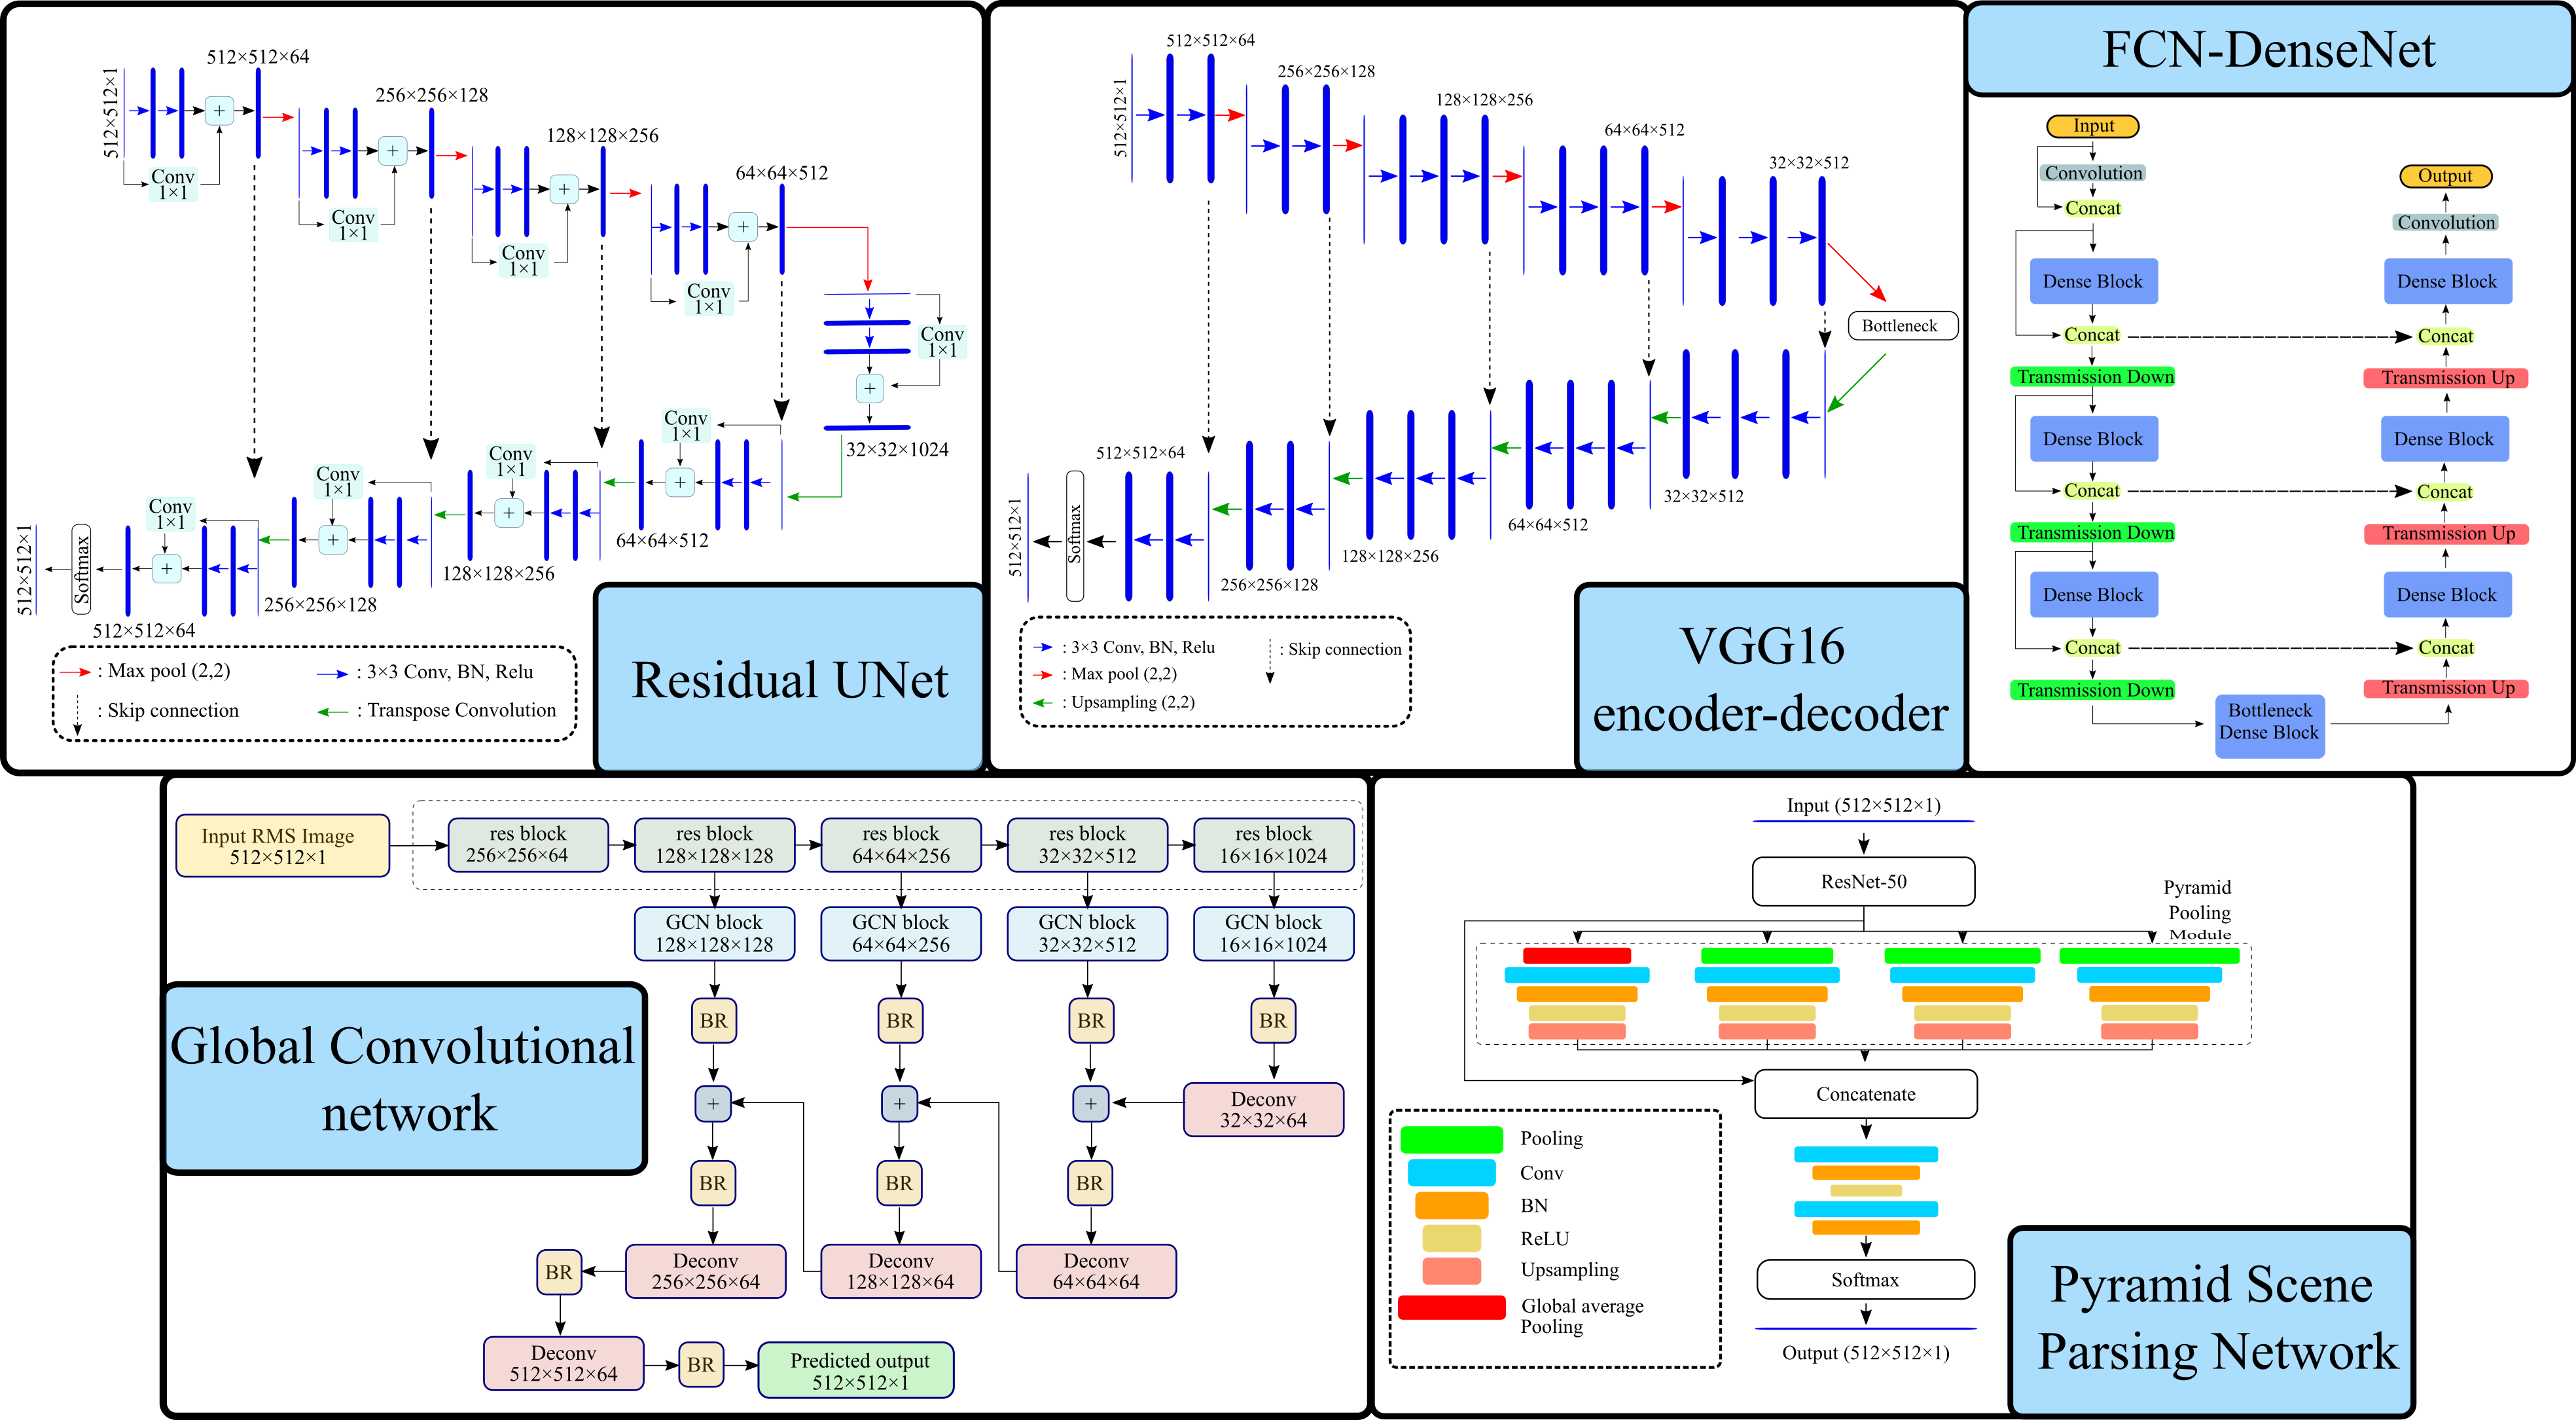 512×512×1
512×512×64
Conv
1×1
+
256×256×128
Conv
1×1
+
128×128×256
Conv
1×1
+
64×64×512
Conv
1×1
+
Conv
1×1
+
32×32×1024
Conv
1×1
+
64×64×512
Conv
1×1
+
128×128×256
Conv
1×1
+
256×256×128
Conv
1×1
+
512×512×64
Softmax
512×512×1
: Max pool (2,2)
: 3×3 Conv, BN, Relu
: Skip connection
: Transpose Convolution
Residual UNet
512×512×1
512×512×64
256×256×128
128×128×256
64×64×512
32×32×512
Bottleneck
32×32×512
64×64×512
128×128×256
256×256×128
512×512×64
Softmax
512×512×1
: 3×3 Conv, BN, Relu
: Max pool (2,2)
: Upsampling (2,2)
: Skip connection
VGG16
encoder-decoder
FCN-DenseNet
Input
Convolution
Concat
Dense Block
Concat
Transmission Down
Dense Block
Concat
Transmission Down
Dense Block
Concat
Transmission Down
Bottleneck
Dense Block
Output
Convolution
Dense Block
Concat
Transmission Up
Dense Block
Concat
Transmission Up
Dense Block
Concat
Transmission Up
Input RMS Image
512×512×1
res block
256×256×64
res block
128×128×128
res block
64×64×256
res block
32×32×512
res block
16×16×1024
GCN block
128×128×128
GCN block
64×64×256
GCN block
32×32×512
GCN block
16×16×1024
BR
BR
BR
BR
+
+
+
Deconv
32×32×64
BR
BR
BR
BR
Deconv
256×256×64
Deconv
128×128×64
Deconv
64×64×64
Deconv
512×512×64
BR
Predicted output
512×512×1
Global Convolutional
network
Input (512×512×1)
ResNet-50
Pyramid
Pooling
Module
Concatenate
Softmax
Output (512×512×1)
Pooling
Conv
BN
ReLU
Upsampling
Global average
Pooling
Pyramid Scene
Parsing Network